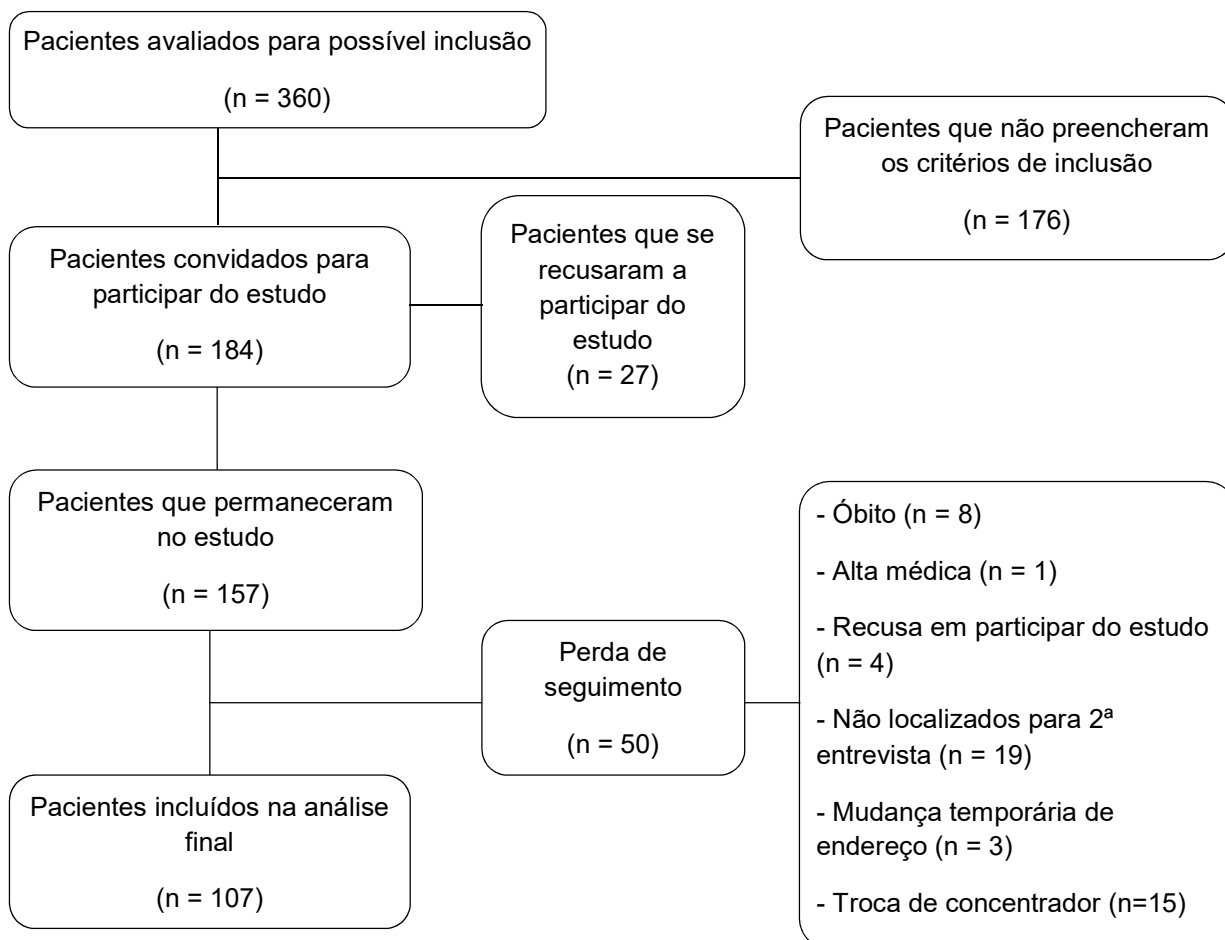 Pacientes avaliados para possível inclusão
(n = 360)
Pacientes que não preencheram
os critérios de inclusão
(n = 176)
Pacientes convidados para
participar do estudo
(n = 184)
Pacientes que se
recusaram a
participar do
estudo
(n = 27)
Pacientes que permaneceram
no estudo
(n = 157)
Perda de
seguimento
(n = 50)
- Óbito (n = 8)
- Alta médica (n = 1)
- Recusa em participar do estudo
(n = 4)
- Não localizados para 2ª
entrevista (n = 19)
- Mudança temporária de
endereço (n = 3)
- Troca de concentrador (n=15)
Pacientes incluídos na análise
final
(n = 107)